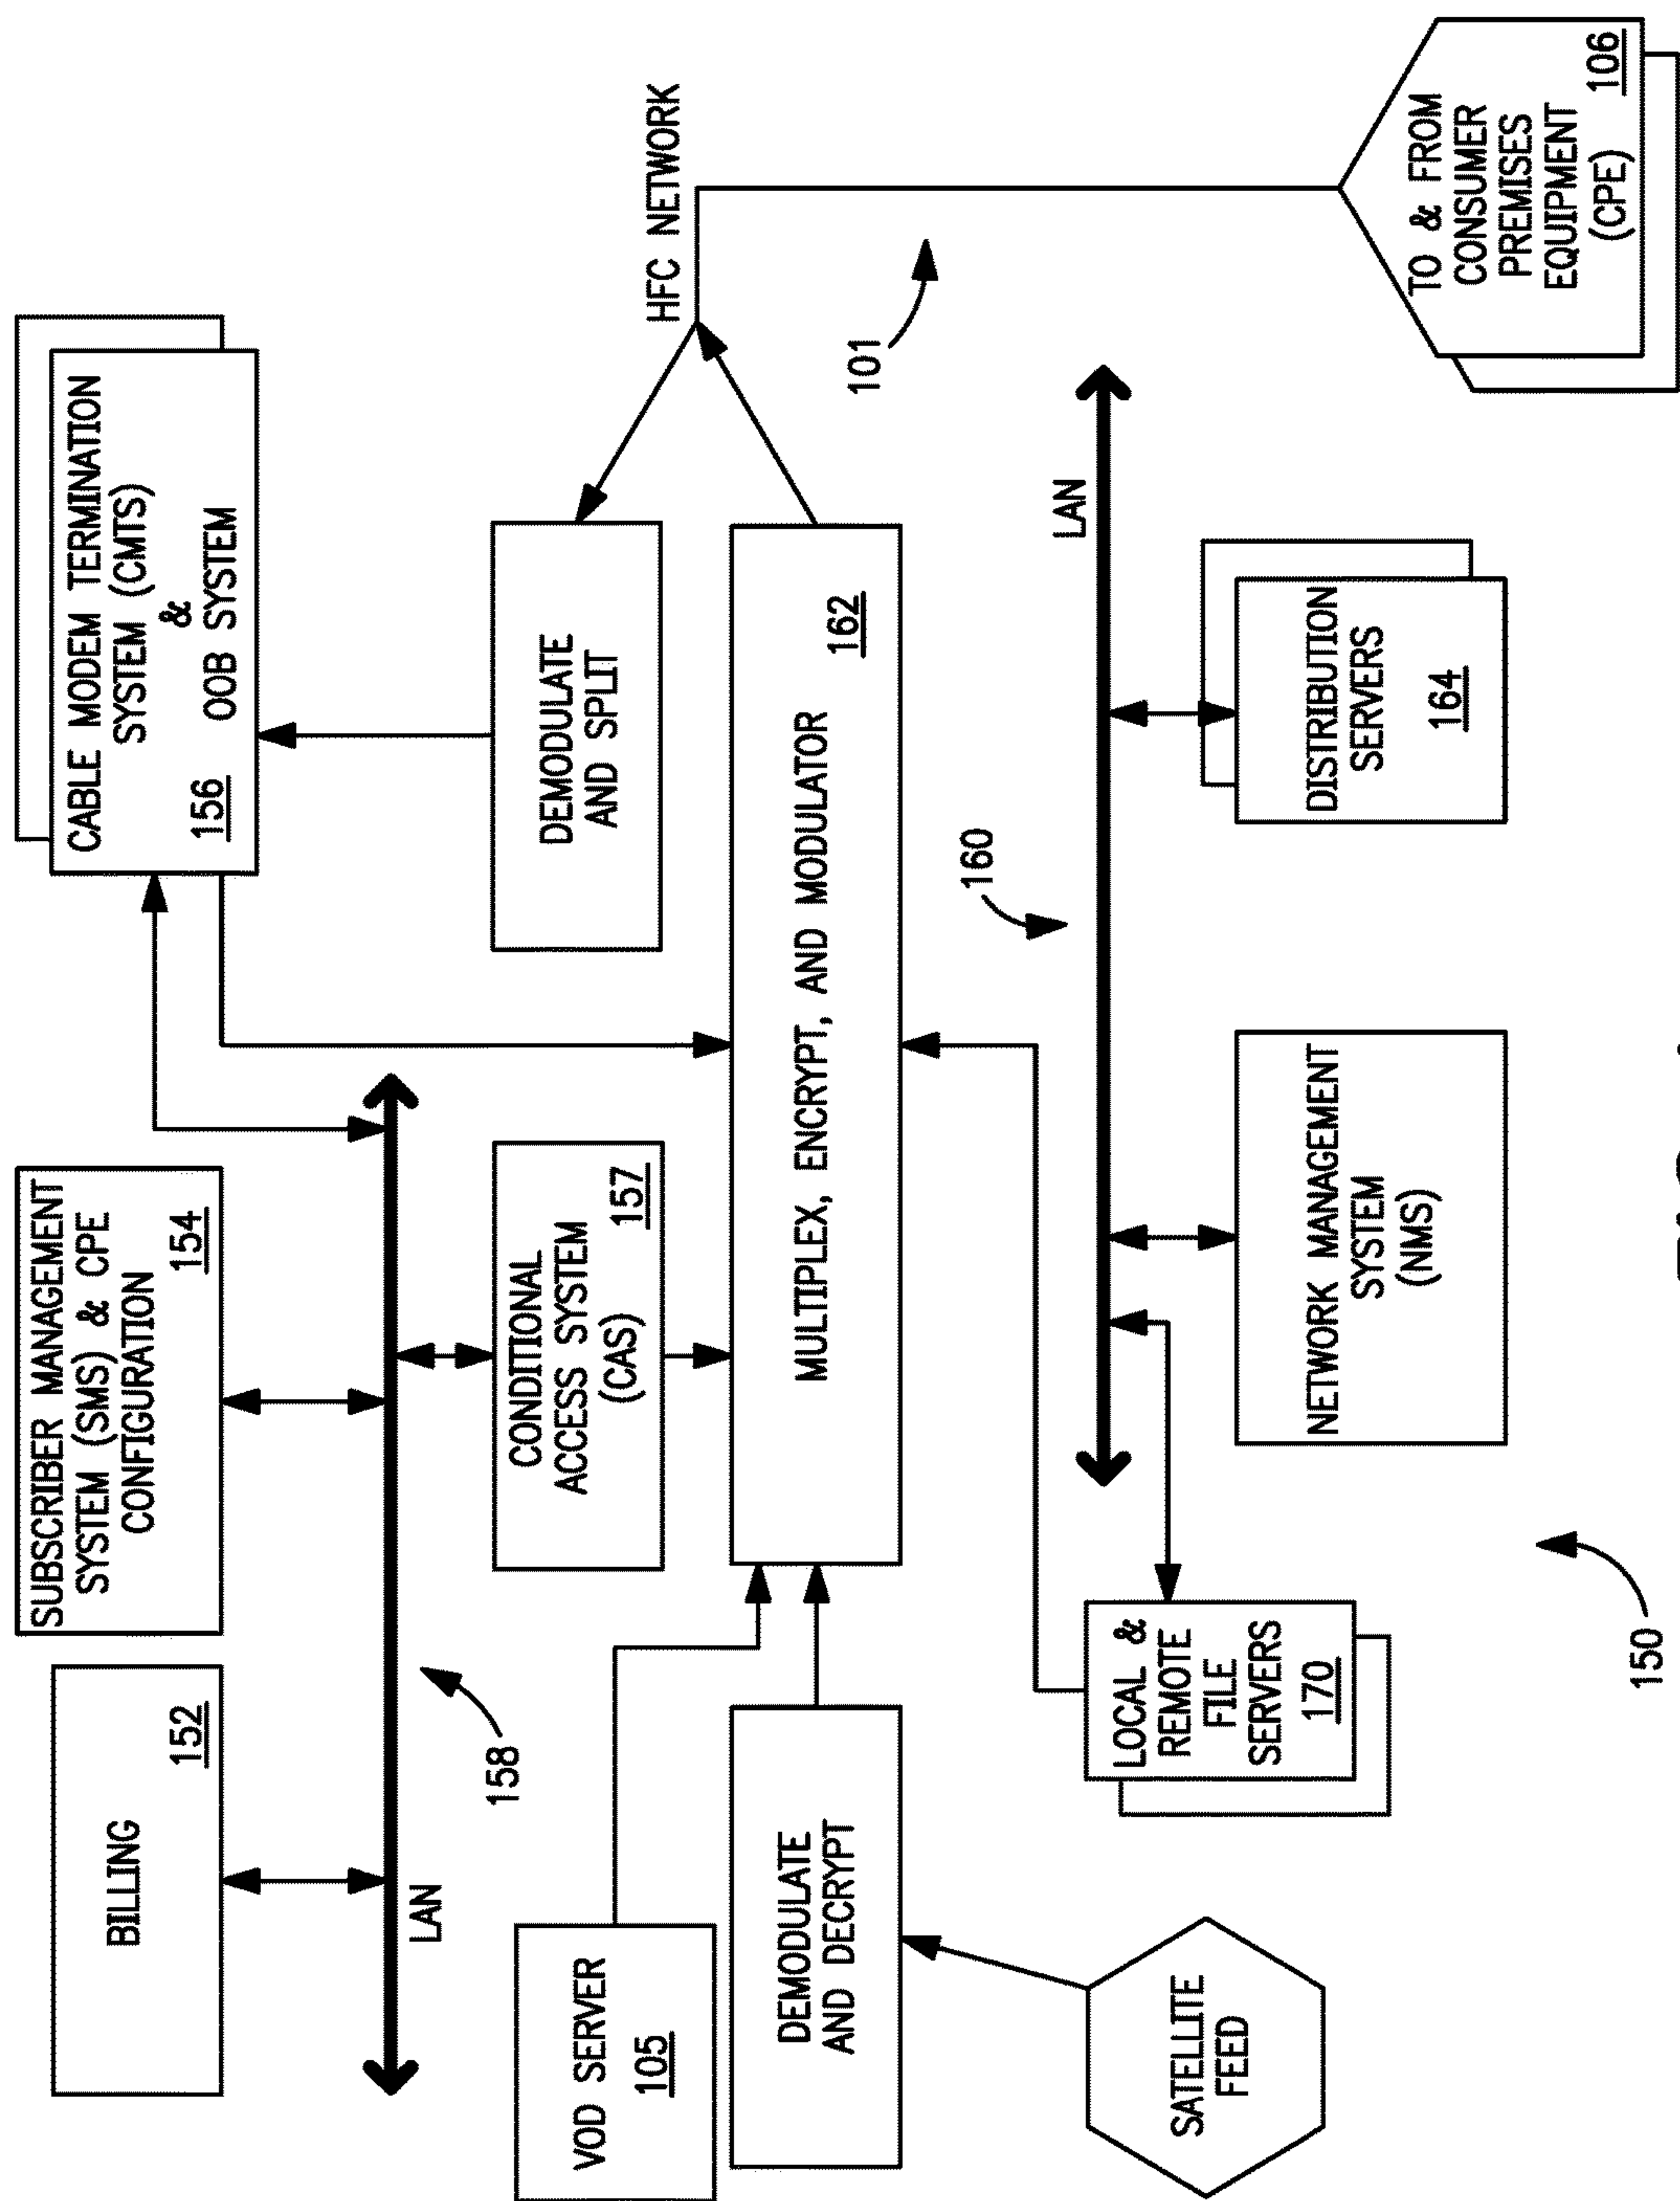 BILLING
152
SUBSCRIBER MANAGEMENT
SYSTEM (SMS) & CPE
CONFIGURATION
154
CABLE MODEM TERMINATION
SYSTEM (CMTS)
&
156
OOB SYSTEM
LAN
158
VOD SERVER
105
CONDITIONAL
ACCESS SYSTEM
(CAS)
157
DEMODULATE
AND SPLIT
HFC NETWORK
DEMODULATE
AND DECRYPT
MULTIPLEX, ENCRYPT, AND MODULATOR
162
101
SATELLITE
FEED
LOCAL &
REMOTE
FILE
SERVERS
170
160
LAN
NETWORK MANAGEMENT
SYSTEM
(NMS)
DISTRIBUTION
SERVERS
164
TO & FROM
CONSUMER
PREMISES
EQUIPMENT
(CPE)
106
150